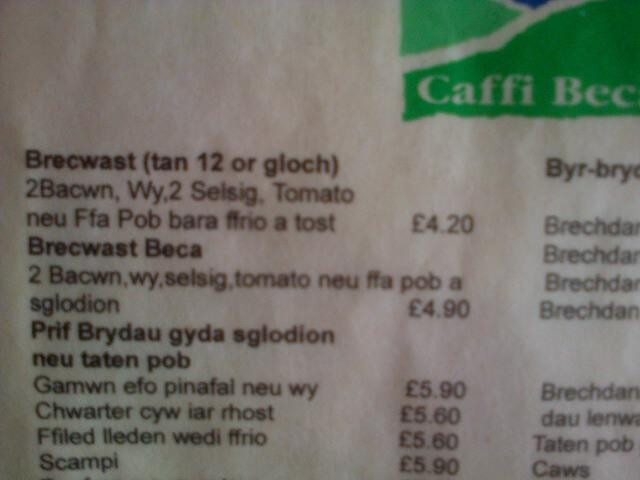 Caffi Bec
Brecwast (tan 12 or gloch)
2Bacwn, Wy,2 Selsig, Tomato
neu Ffa Pob bara ffrio a tost £4.20
Brecwast Beca
2 Bacwn,wy,selsig,tomato neu ffa pob a
sglodion £4.90
Prif Brydau gyda sglodion
neu taten pob
Gamwn efo pinafal neu wy £5.90
Chwarter cyw iar rhost £5.60
Ffiled lleden wedi ffrio £5.60
Scampi £5.90
Byr-bryd
Brechdan
Brechdan
Brechdan
Brechdan
Brechdan
dau lenwa
Taten pob
Caws